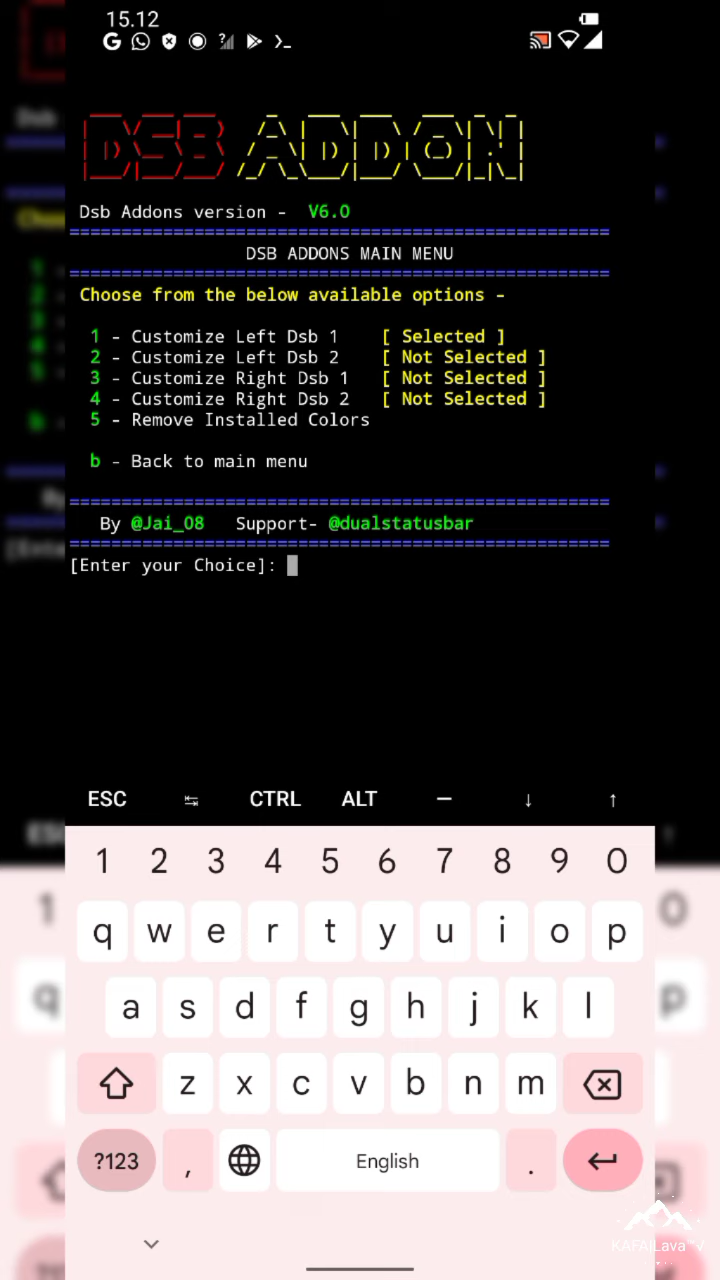 15.12
DSB ADDON
Dsb Addons version - V6.0
DSB ADDONS MAIN MENU
Choose from the below available options -
1 - Customize Left Dsb 1 [ Selected ]
2 - Customize Left Dsb 2 [ Not Selected ]
3 - Customize Right Dsb 1 [ Not Selected ]
4 - Customize Right Dsb 2 [ Not Selected ]
5 - Remove Installed Colors
b - Back to main menu
By @Jai_08 Support- @dualstatusbar
[Enter your Choice]:
ESC CTRL ALT — ↓ ↑
1 2 3 4 5 6 7 8 9 0
q w e r t y u i o p
a s d f g h j k l
z x c v b n m
?123 , English .
KAFA|Lava